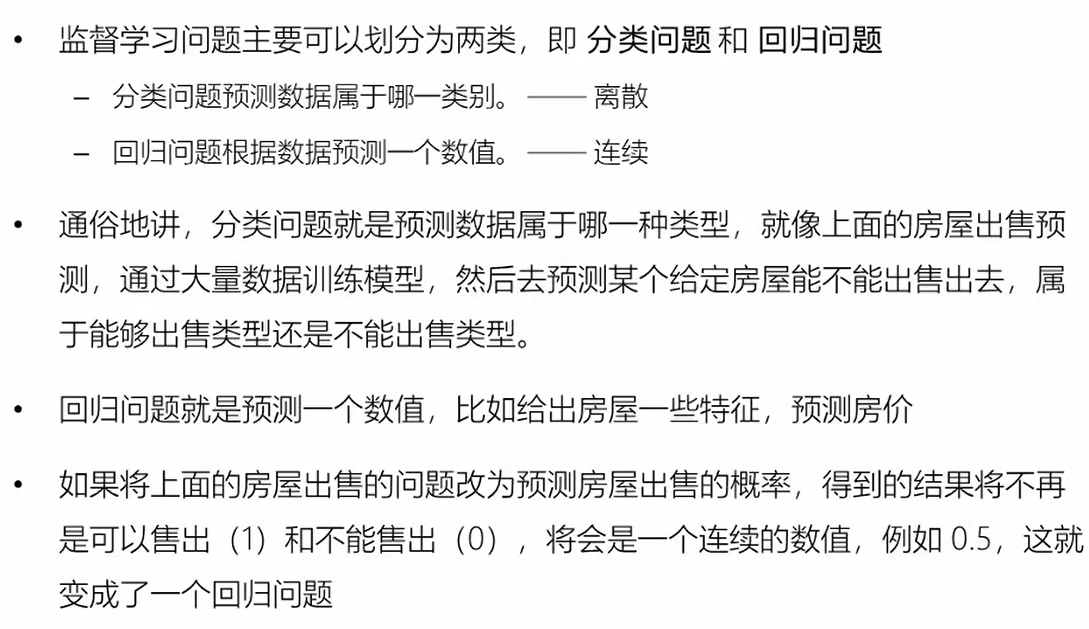 • 监督学习问题主要可以划分为两类，即 分类问题 和 回归问题
– 分类问题预测数据属于哪一类别。 —— 离散
– 回归问题根据数据预测一个数值。 —— 连续
• 通俗地讲，分类问题就是预测数据属于哪一种类型，就像上面的房屋出售预
测，通过大量数据训练模型，然后去预测某个给定房屋能不能出售出去，属
于能够出售类型还是不能出售类型。
• 回归问题就是预测一个数值，比如给出房屋一些特征，预测房价
• 如果将上面的房屋出售的问题改为预测房屋出售的概率，得到的结果将不再
是可以售出（1）和不能售出（0），将会是一个连续的数值，例如 0.5，这就
变成了一个回归问题